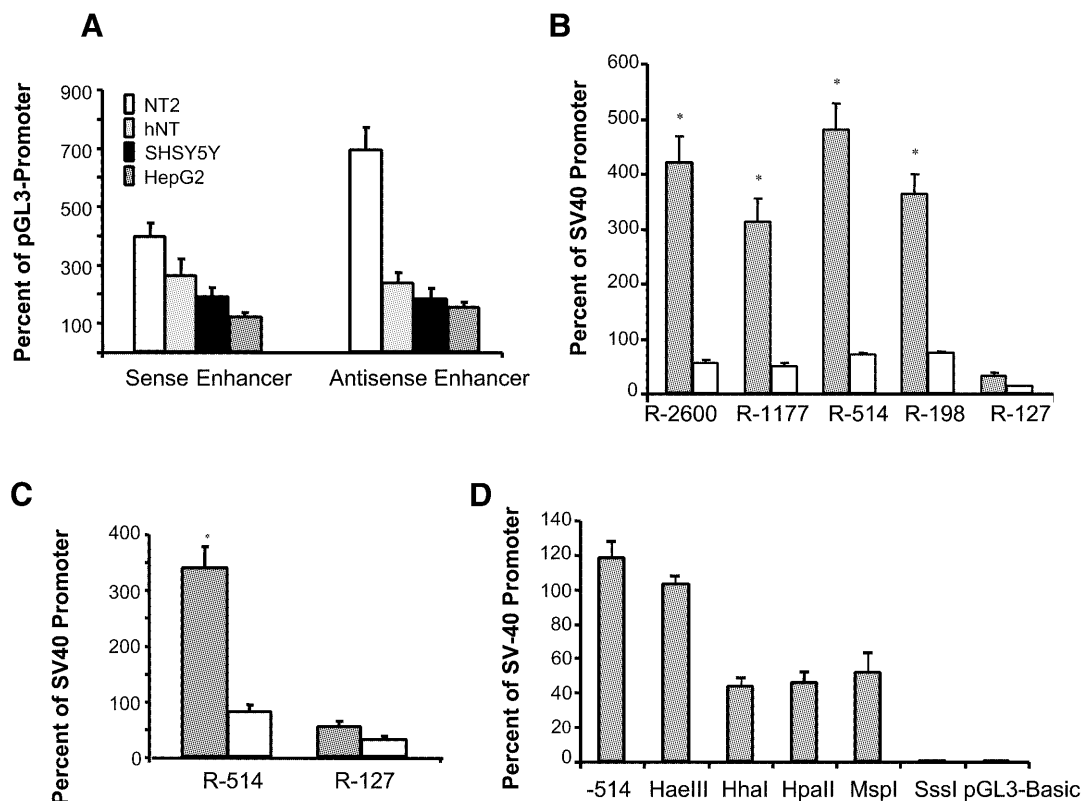 A
Percent of pGL3-Promoter
900
700
500
300
100
NT2
hNT
SHSY5Y
HepG2
Sense Enhancer
Antisense Enhancer
B
Percent of SV40 Promoter
600
500
400
300
200
100
0
*
*
*
*
R-2600
R-1177
R-514
R-198
R-127
C
Percent of SV40 Promoter
400
300
200
100
0
*
R-514
R-127
D
Percent of SV-40 Promoter
140
120
100
80
60
40
20
0
-514
HaeIII
HhaI
HpaII
MspI
SssI
pGL3-Basic